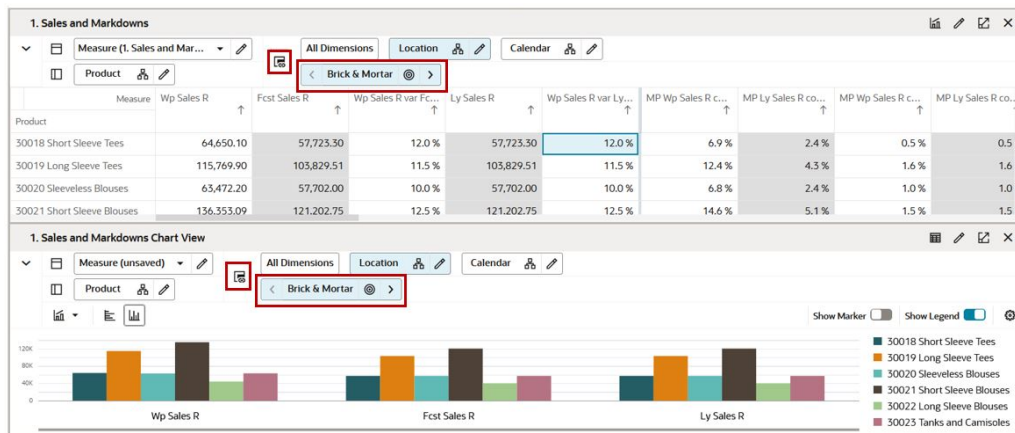 1. Sales and Markdowns
Measure (1. Sales and Mar...
All Dimensions Location Calendar
Product
< Brick & Mortar >
Measure Wp Sales R Fcst Sales R Wp Sales R var Fc... Ly Sales R Wp Sales R var Ly... MP Wp Sales R c... MP Ly Sales R co... MP Wp Sales R c... MP Ly Sales R co...
Product
30018 Short Sleeve Tees 64,650.10 57,723.30 12.0 % 57,723.30 12.0 % 6.9 % 2.4 % 0.5 % 0.5
30019 Long Sleeve Tees 115,769.90 103,829.51 11.5 % 103,829.51 11.5 % 12.4 % 4.3 % 1.6 % 1.6
30020 Sleeveless Blouses 63,472.20 57,702.00 10.0 % 57,702.00 10.0 % 6.8 % 2.4 % 1.0 % 1.0
30021 Short Sleeve Blouses 136,353.09 121,202.75 12.5 % 121,202.75 12.5 % 14.6 % 5.1 % 1.5 % 1.5
1. Sales and Markdowns Chart View
Measure (unsaved)
All Dimensions Location Calendar
Product
< Brick & Mortar >
Show Marker Show Legend
120K
80K
40K
0
Wp Sales R Fcst Sales R Ly Sales R
30018 Short Sleeve Tees
30019 Long Sleeve Tees
30020 Sleeveless Blouses
30021 Short Sleeve Blouses
30022 Long Sleeve Blouses
30023 Tanks and Camisoles